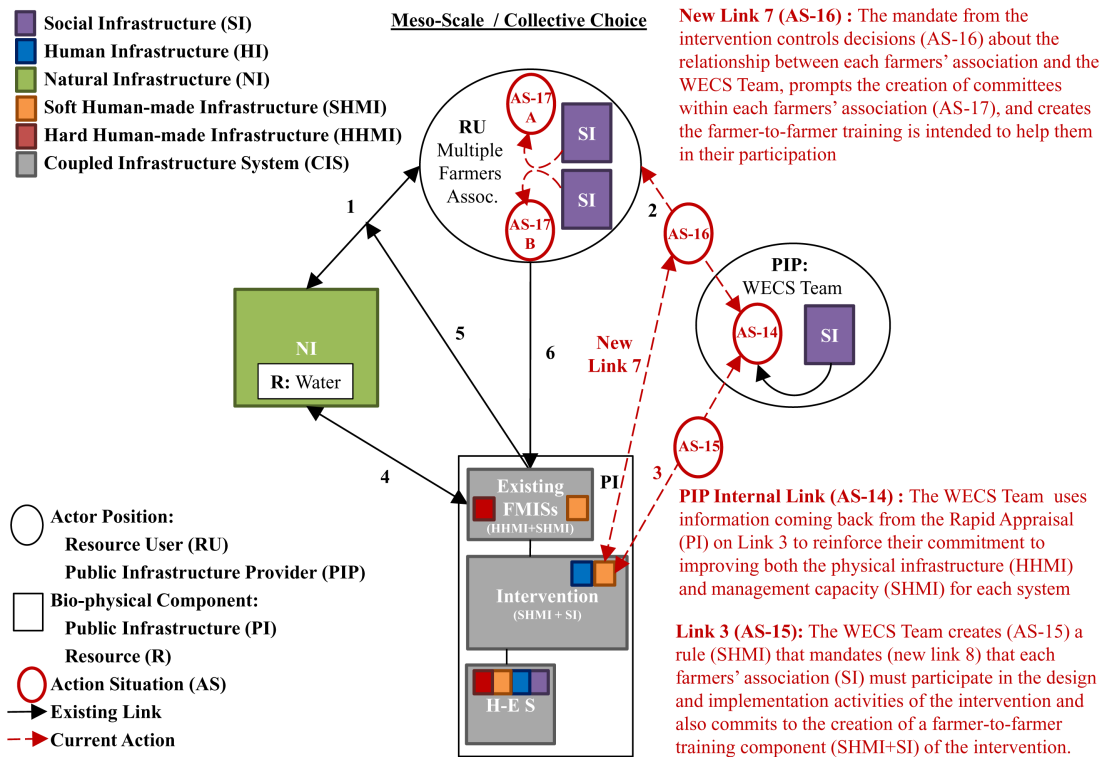 Social Infrastructure (SI)
Human Infrastructure (HI)
Natural Infrastructure (NI)
Soft Human-made Infrastructure (SHMI)
Hard Human-made Infrastructure (HHMI)
Coupled Infrastructure System (CIS)
Meso-Scale / Collective Choice
New Link 7 (AS-16) : The mandate from the
intervention controls decisions (AS-16) about the
relationship between each farmers' association and the
WECS Team, prompts the creation of committees
within each farmers' association (AS-17), and creates
the farmer-to-farmer training is intended to help them
in their participation
RU
Multiple
Farmers
Assoc.
AS-17
A
SI
SI
AS-17
B
1
2
AS-16
PIP:
WECS Team
AS-14
SI
NI
R: Water
5
6
New
Link 7
4
AS-15
3
PI
Existing
FMISs
(HHMI+SHMI)
Intervention
(SHMI + SI)
H-E S
Actor Position:
Resource User (RU)
Public Infrastructure Provider (PIP)
Bio-physical Component:
Public Infrastructure (PI)
Resource (R)
Action Situation (AS)
Existing Link
Current Action
PIP Internal Link (AS-14) : The WECS Team uses
information coming back from the Rapid Appraisal
(PI) on Link 3 to reinforce their commitment to
improving both the physical infrastructure (HHMI)
and management capacity (SHMI) for each system
Link 3 (AS-15): The WECS Team creates (AS-15) a
rule (SHMI) that mandates (new link 8) that each
farmers' association (SI) must participate in the design
and implementation activities of the intervention and
also commits to the creation of a farmer-to-farmer
training component (SHMI+SI) of the intervention.